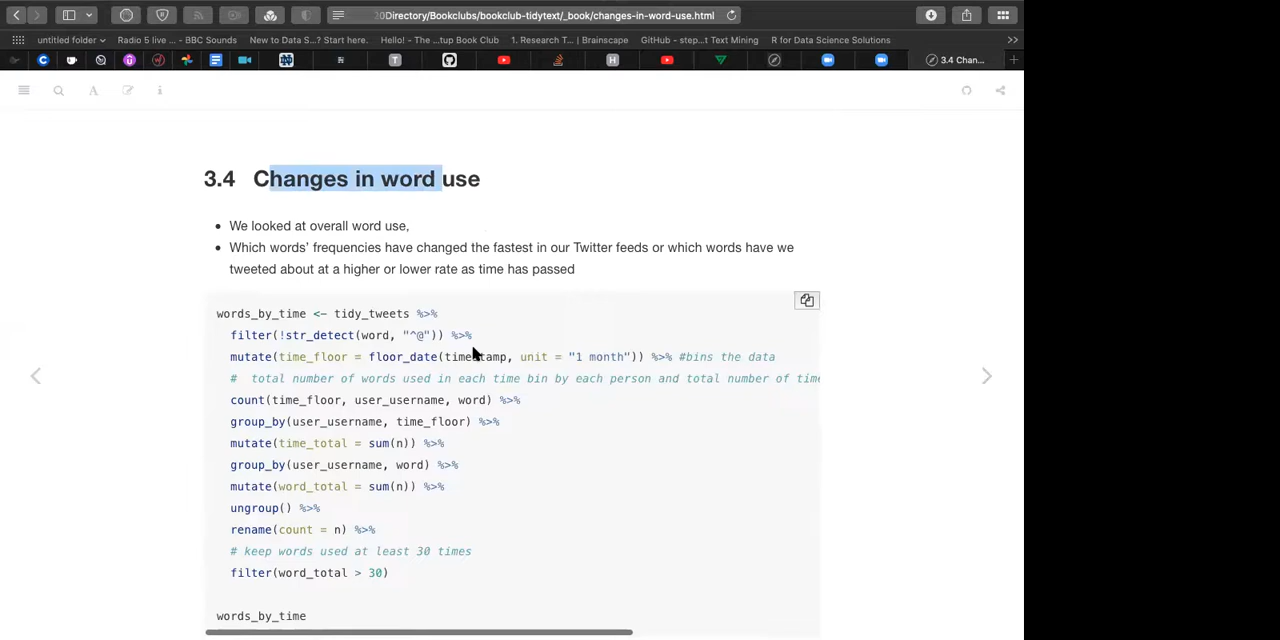 20Directory/Bookclubs/bookclub-tidytext/_book/changes-in-word-use.html
untitled folder Radio 5 live ... - BBC Sounds New to Data S...? Start here. Hello! - The ...tup Book Club 1. Research T... | Brainscape GitHub - step...t Text Mining R for Data Science Solutions
3.4 Chan...
3.4 Changes in word use
• We looked at overall word use,
• Which words' frequencies have changed the fastest in our Twitter feeds or which words have we
tweeted about at a higher or lower rate as time has passed
words_by_time <- tidy_tweets %>%
filter(!str_detect(word, "^@")) %>%
mutate(time_floor = floor_date(timestamp, unit = "1 month")) %>% #bins the data
# total number of words used in each time bin by each person and total number of time
count(time_floor, user_username, word) %>%
group_by(user_username, time_floor) %>%
mutate(time_total = sum(n)) %>%
group_by(user_username, word) %>%
mutate(word_total = sum(n)) %>%
ungroup() %>%
rename(count = n) %>%
# keep words used at least 30 times
filter(word_total > 30)
words_by_time